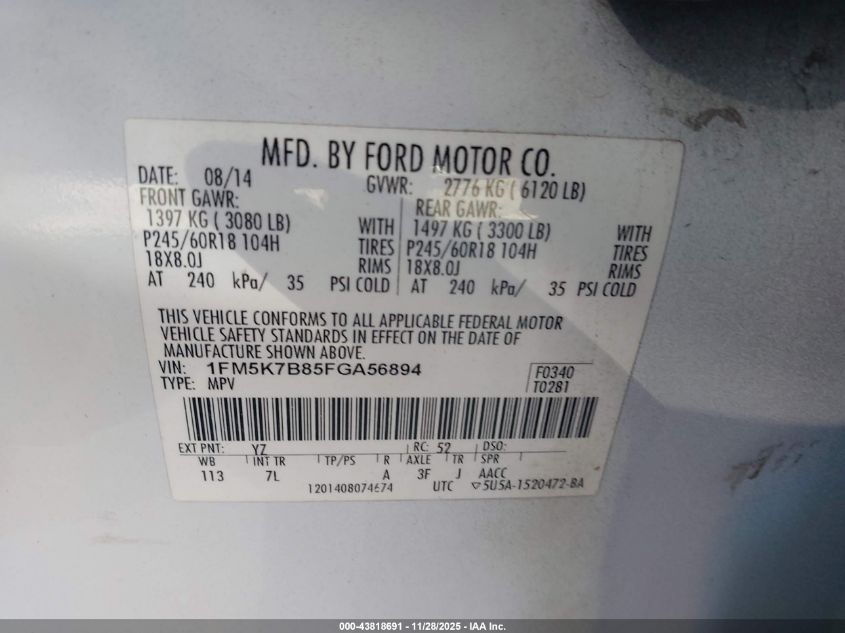 MFD. BY FORD MOTOR CO.
DATE: 08/14 GVWR: 2776 KG ( 6120 LB)
FRONT GAWR: REAR GAWR:
1397 KG ( 3080 LB) WITH 1497 KG ( 3300 LB) WITH
P245/60R18 104H TIRES P245/60R18 104H TIRES
18X8.0J RIMS 18X8.0J RIMS
AT 240 kPa/ 35 PSI COLD AT 240 kPa/ 35 PSI COLD
THIS VEHICLE CONFORMS TO ALL APPLICABLE FEDERAL MOTOR
VEHICLE SAFETY STANDARDS IN EFFECT ON THE DATE OF
MANUFACTURE SHOWN ABOVE.
VIN: 1FM5K7B85FGA56894 F0340
TYPE: MPV T0281
EXT PNT: YZ RC: 52 DSO:
WB INT TR TP/PS R AXLE TR SPR
113 7L A 3F J AACC
1201408074674 UTC ▽5U5A-1520472-BA
000-43818691 - 11/28/2025 - IAA Inc.